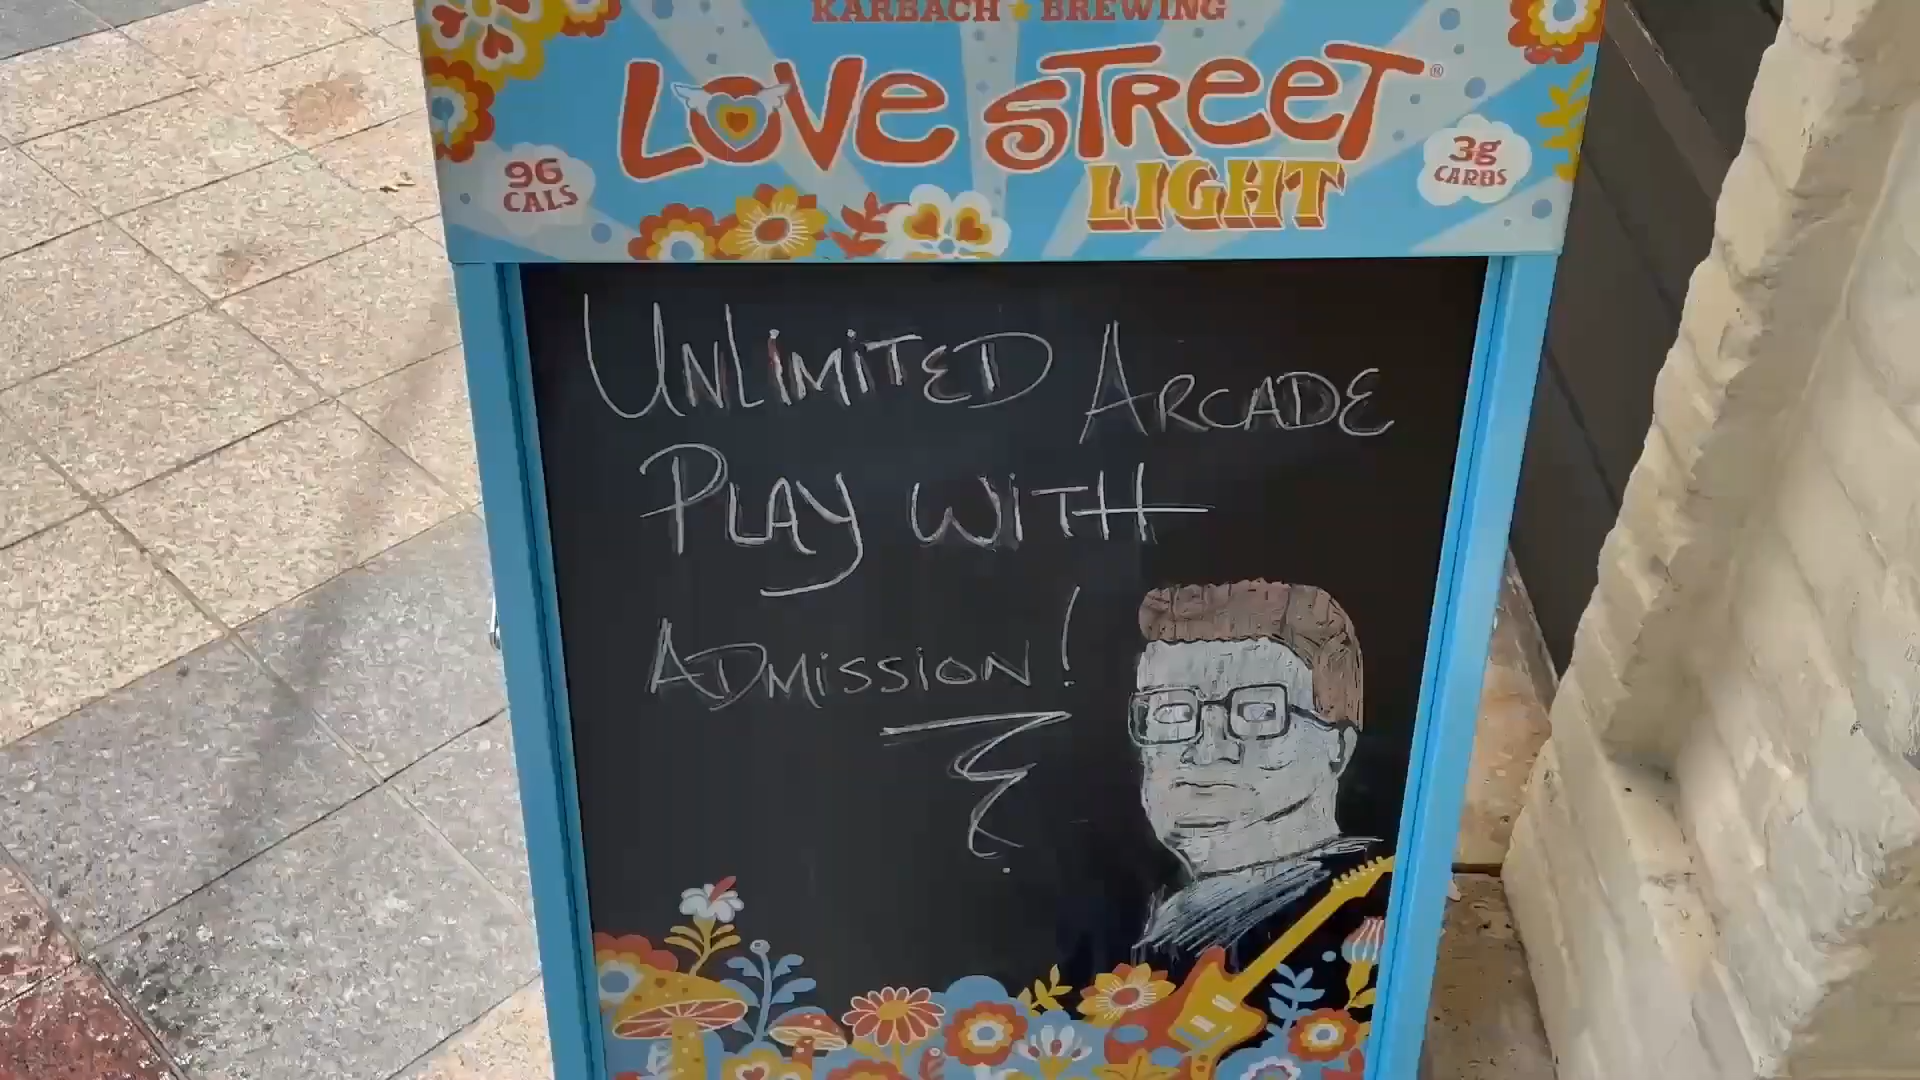 KARBACH BREWING
LOVE STREET®
LIGHT
96
CALS
3g
CARBS
UNLIMITED ARCADE
PLAY WITH
ADMISSION!